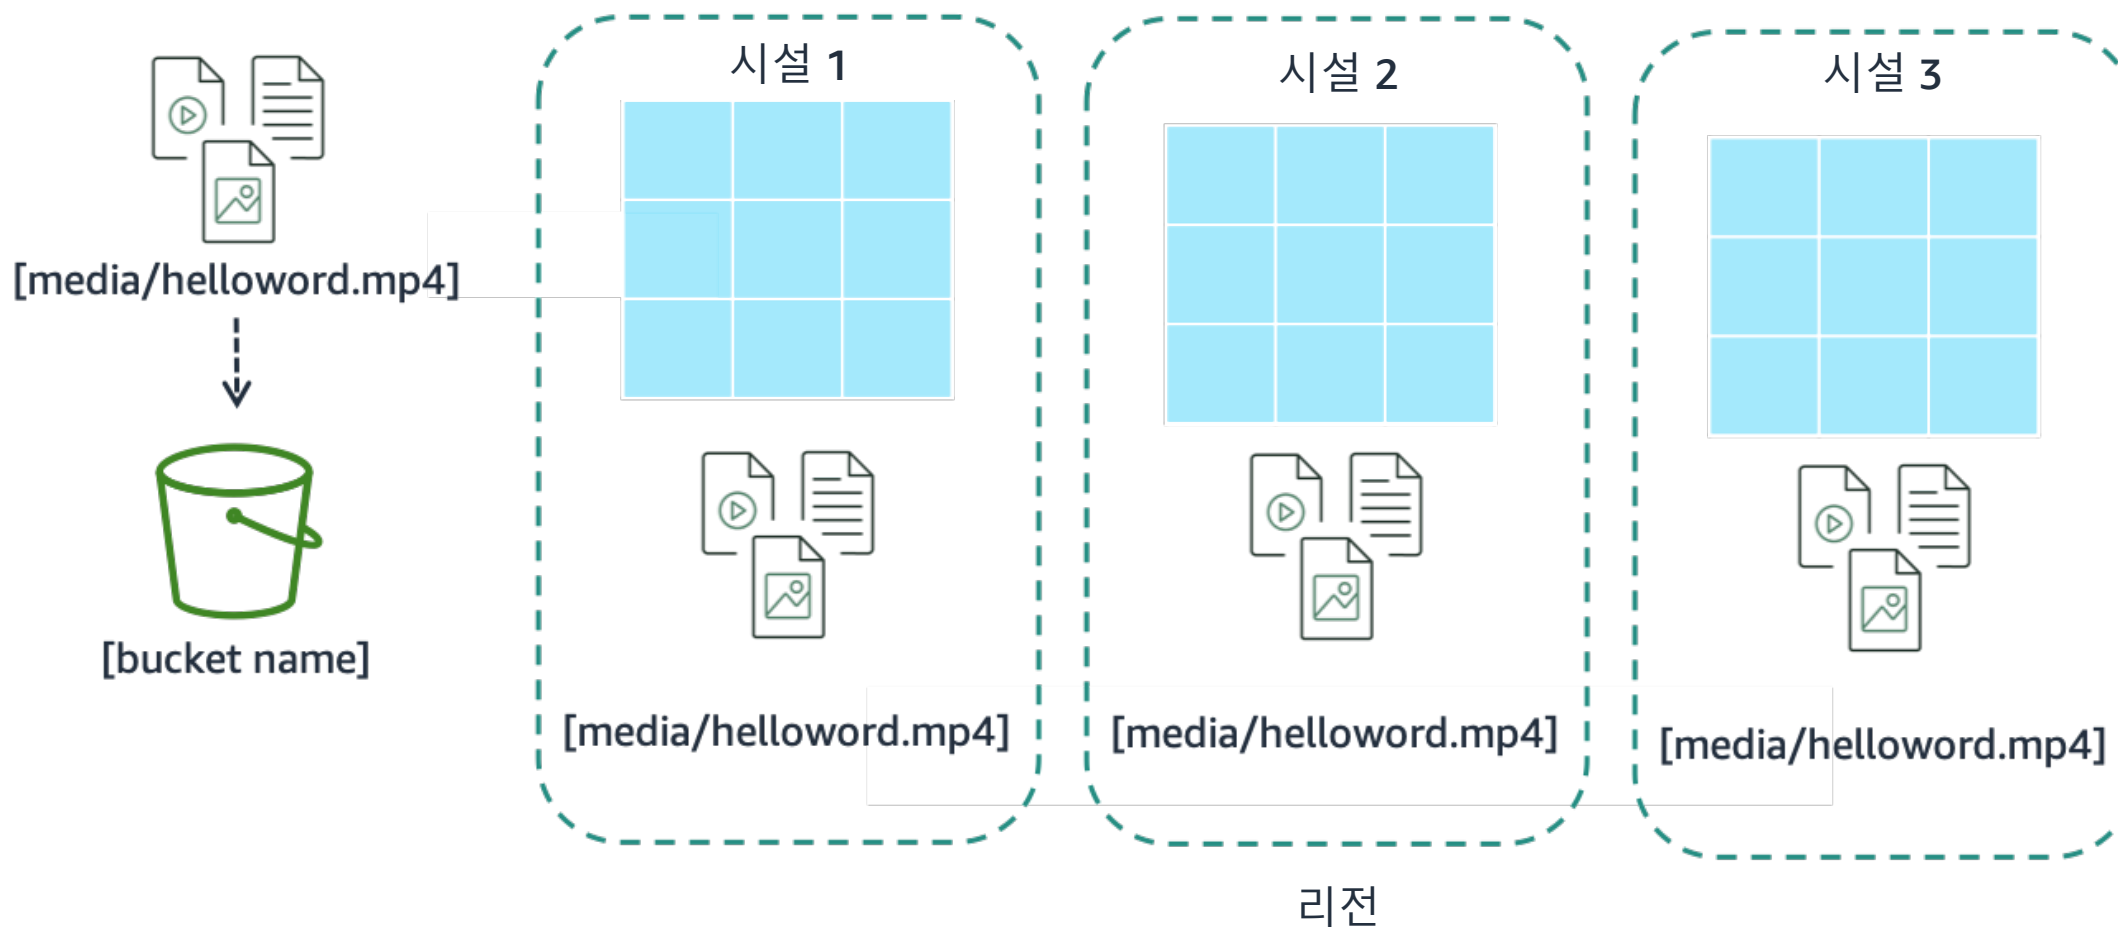 [media/helloword.mp4]
[bucket name]
시설 1
[media/helloword.mp4]
시설 2
[media/helloword.mp4]
시설 3
[media/helloword.mp4]
리전